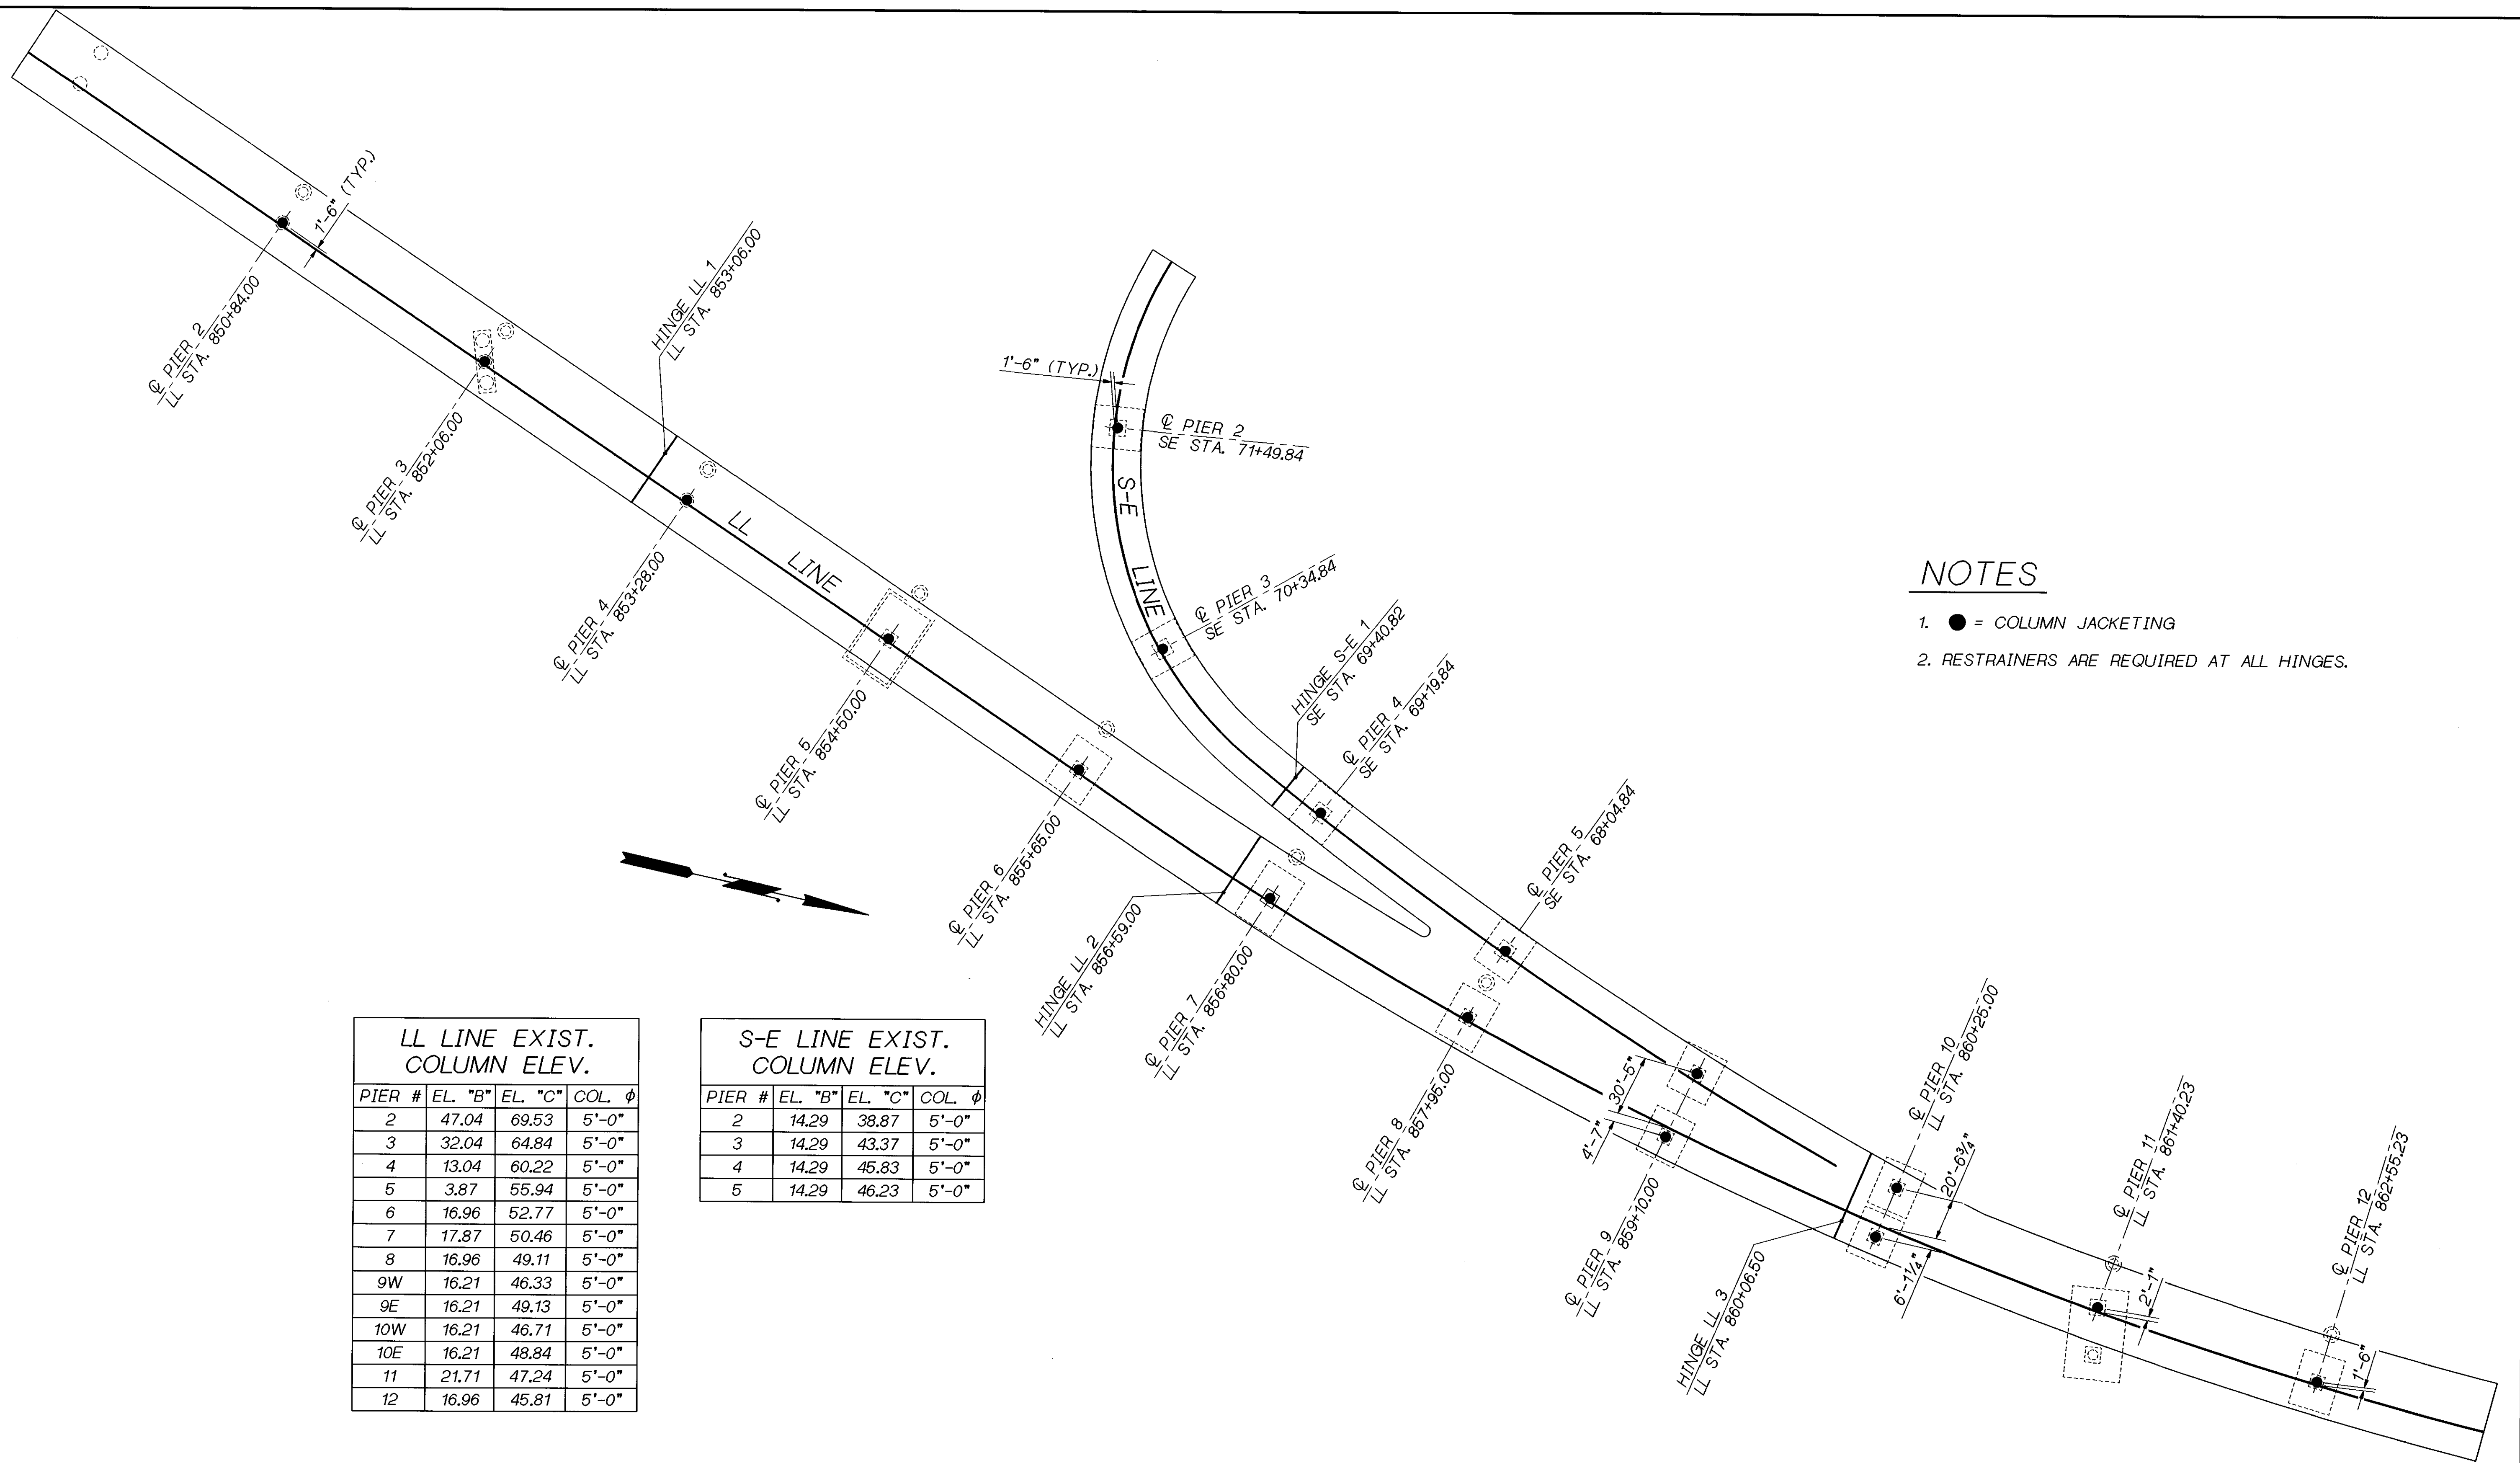 1'-6" (TYP.)
℄ PIER 2
LL STA. 850+84.00
℄ PIER 3
LL STA. 852+06.00
HINGE LL 1
LL STA. 853+06.00
℄ PIER 4
LL STA. 853+28.00
LL LINE
℄ PIER 5
LL STA. 854+50.00
℄ PIER 6
LL STA. 855+65.00
HINGE LL 2
LL STA. 856+59.00
℄ PIER 7
LL STA. 856+80.00
℄ PIER 8
LL STA. 857+95.00
℄ PIER 9
LL STA. 859+10.00
30'-5"
4'-7"
HINGE LL 3
LL STA. 860+06.50
℄ PIER 10
LL STA. 860+25.00
20'-6¾"
6'-1¼"
℄ PIER 11
LL STA. 861+40.23
2'-1"
℄ PIER 12
LL STA. 862+55.23
1'-6"
1'-6" (TYP.)
℄ PIER 2
SE STA. 71+49.84
S-E LINE
℄ PIER 3
SE STA. 70+34.84
HINGE S-E 1
SE STA. 69+40.82
℄ PIER 4
SE STA. 69+19.84
℄ PIER 5
SE STA. 68+04.84
NOTES
1. ● = COLUMN JACKETING
2. RESTRAINERS ARE REQUIRED AT ALL HINGES.
LL LINE EXIST.
COLUMN ELEV.
PIER # EL. "B" EL. "C" COL. ϕ
2 47.04 69.53 5'-0"
3 32.04 64.84 5'-0"
4 13.04 60.22 5'-0"
5 3.87 55.94 5'-0"
6 16.96 52.77 5'-0"
7 17.87 50.46 5'-0"
8 16.96 49.11 5'-0"
9W 16.21 46.33 5'-0"
9E 16.21 49.13 5'-0"
10W 16.21 46.71 5'-0"
10E 16.21 48.84 5'-0"
11 21.71 47.24 5'-0"
12 16.96 45.81 5'-0"
S-E LINE EXIST.
COLUMN ELEV.
PIER # EL. "B" EL. "C" COL. ϕ
2 14.29 38.87 5'-0"
3 14.29 43.37 5'-0"
4 14.29 45.83 5'-0"
5 14.29 46.23 5'-0"